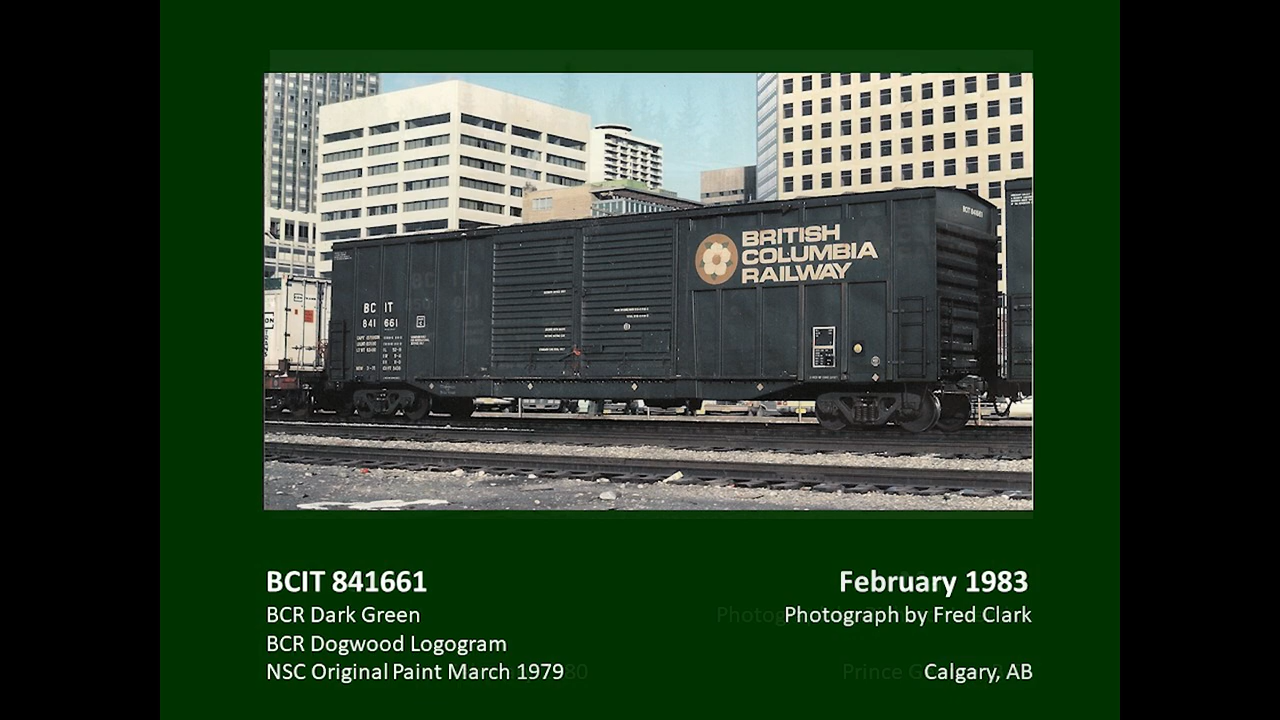 BRITISH
COLUMBIA
RAILWAY
BC IT
841 661
BCIT 841661
February 1983
BCR Dark Green
Photograph by Fred Clark
BCR Dogwood Logogram
NSC Original Paint March 1979
Calgary, AB